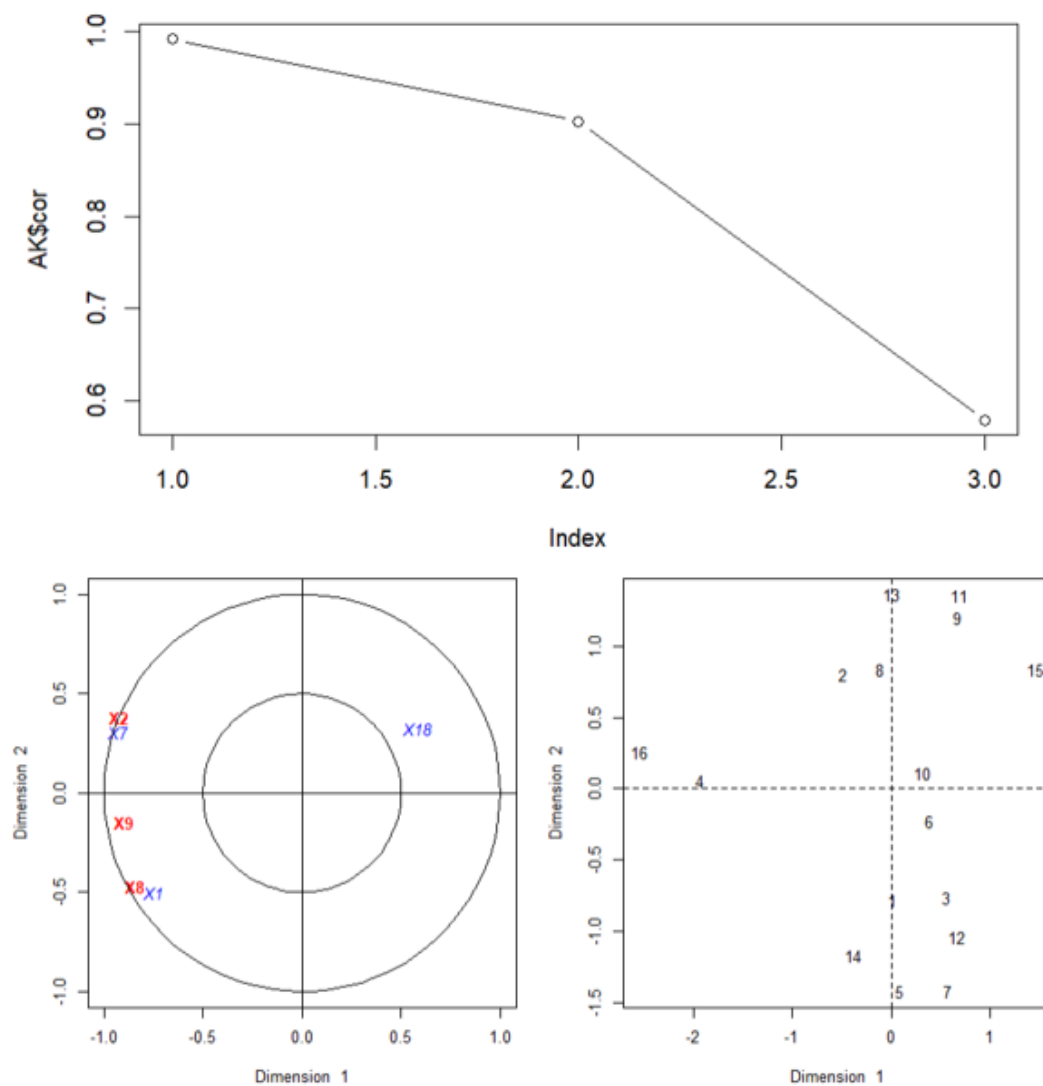 1.0
0.9
0.8
0.7
0.6
AK$cor
1.0 1.5 2.0 2.5 3.0
Index
1.0
0.5
0.0
-0.5
-1.0
Dimension 2
X2
X7
X18
X9
X8 X1
-1.0 -0.5 0.0 0.5 1.0
Dimension 1
1.0
0.5
0.0
-0.5
-1.0
-1.5
Dimension 2
13 11
9
2 8 15
16
4 10
6
1 3
12
14
5 7
-2 -1 0 1
Dimension 1